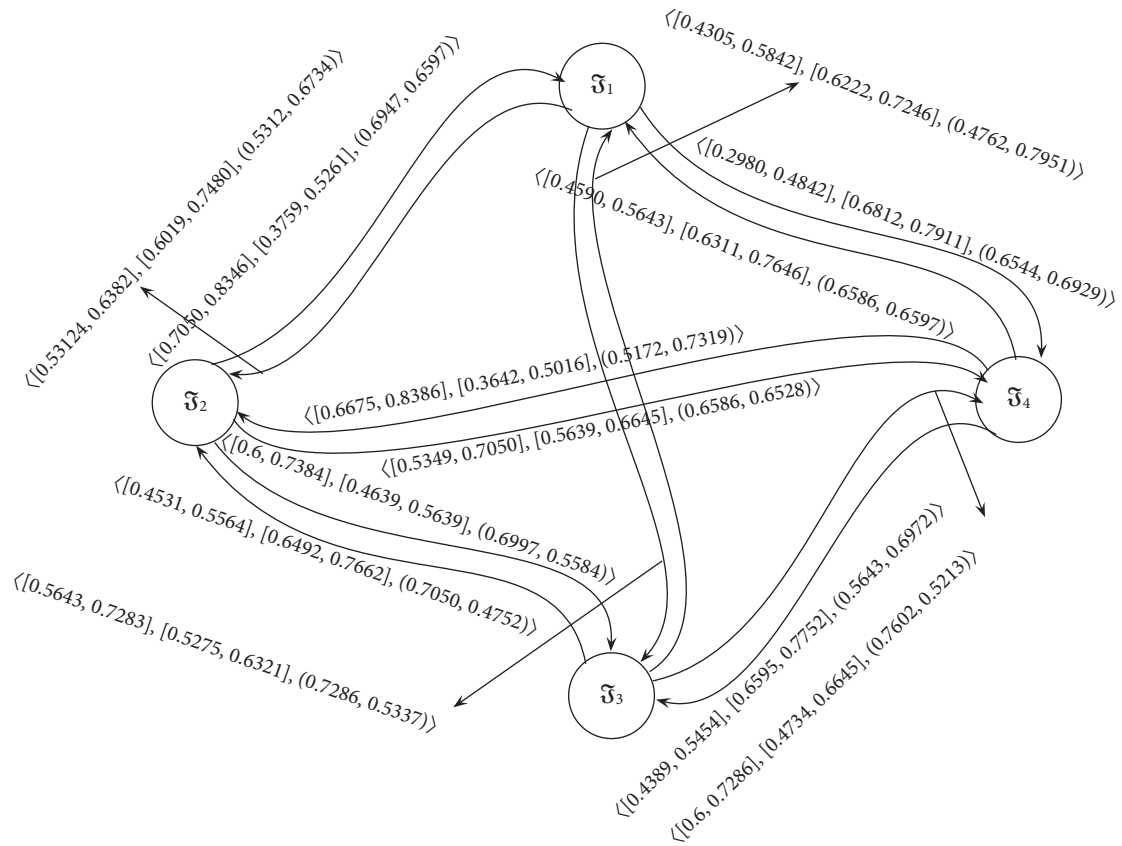 ⟨[0.4305, 0.5842], [0.6222, 0.7246], (0.4762, 0.7951)⟩
⟨[0.53124, 0.6382], [0.6019, 0.7480], (0.5312, 0.6734)⟩
⟨[0.7050, 0.8346], [0.3759, 0.5261], (0.6947, 0.6597)⟩
𝕴1
⟨[0.2980, 0.4842], [0.6812, 0.7911], (0.6544, 0.6929)⟩
⟨[0.4590, 0.5643], [0.6311, 0.7646], (0.6586, 0.6597)⟩
⟨[0.6675, 0.8386], [0.3642, 0.5016], (0.5172, 0.7319)⟩
𝕴2
𝕴4
⟨[0.5349, 0.7050], [0.5639, 0.6645], (0.6586, 0.6528)⟩
⟨[0.6, 0.7384], [0.4639, 0.5639], (0.6997, 0.5584)⟩
⟨[0.4531, 0.5564], [0.6492, 0.7662], (0.7050, 0.4752)⟩
⟨[0.5643, 0.7283], [0.5275, 0.6321], (0.7286, 0.5337)⟩
𝕴3
⟨[0.4389, 0.5454], [0.6595, 0.7752], (0.5643, 0.6972)⟩
⟨[0.6, 0.7286], [0.4734, 0.6645], (0.7602, 0.5213)⟩